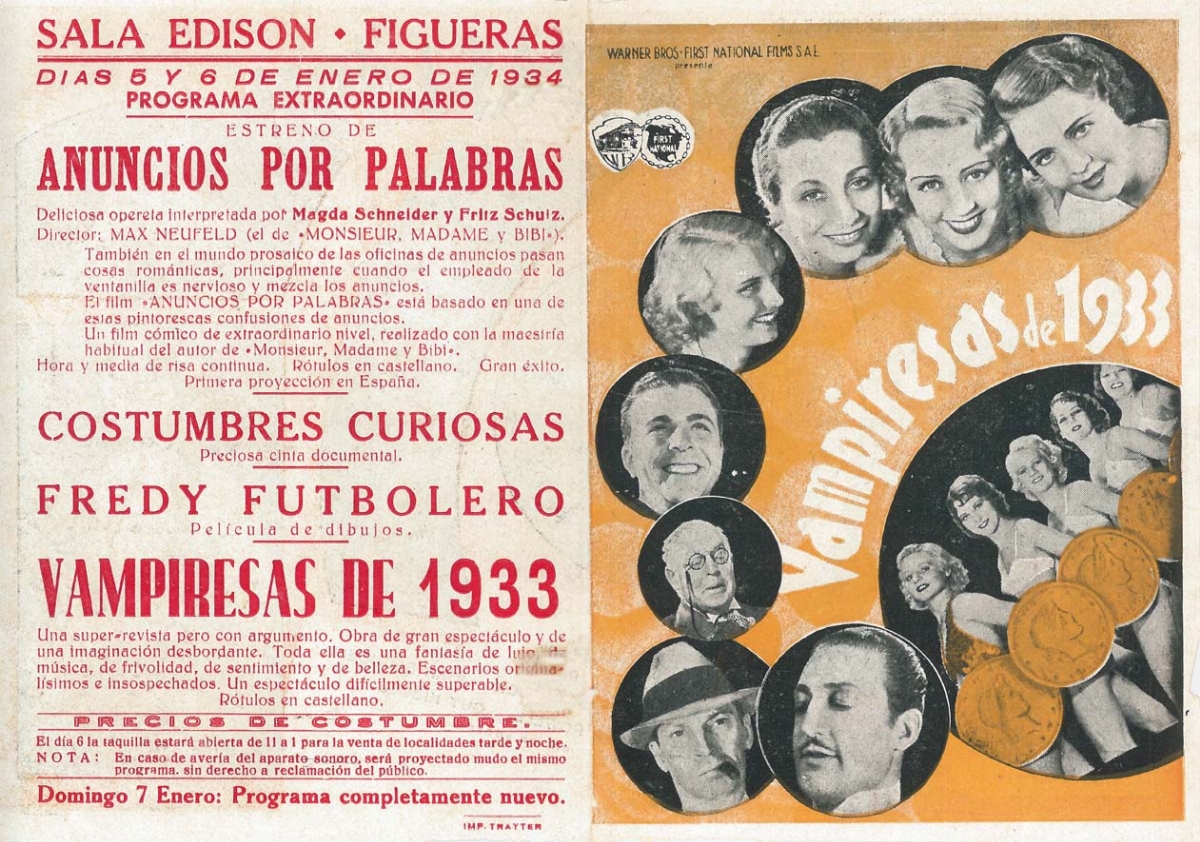 SALA EDISON • FIGUERAS
DIAS 5 Y 6 DE ENERO DE 1934
PROGRAMA EXTRAORDINARIO
ESTRENO DE
ANUNCIOS POR PALABRAS
Deliciosa opereta interpretada por Magda Schneider y Fritz Schulz.
Director: MAX NEUFELD (el de «MONSIEUR, MADAME y BIBI»).
También en el mundo prosaico de las oficinas de anuncios pasan
cosas románticas, principalmente cuando el empleado de la
ventanilla es nervioso y mezcla los anuncios.
El film «ANUNCIOS POR PALABRAS» está basado en una de
estas pintorescas confusiones de anuncios.
Un film cómico de extraordinario nivel, realizado con la maestría
habitual del autor de «Monsieur, Madame y Bibi».
Hora y media de risa continua. Rótulos en castellano. Gran éxito.
Primera proyección en España.
COSTUMBRES CURIOSAS
Preciosa cinta documental.
FREDY FUTBOLERO
Película de dibujos.
VAMPIRESAS DE 1933
Una super-revista pero con argumento. Obra de gran espectáculo y de
una imaginación desbordante. Toda ella es una fantasía de lujo, de
música, de frivolidad, de sentimiento y de belleza. Escenarios origina-
lísimos e insospechados. Un espectáculo difícilmente superable.
Rótulos en castellano.
PRECIOS DE COSTUMBRE.
El día 6 la taquilla estará abierta de 11 a 1 para la venta de localidades tarde y noche.
NOTA: En caso de avería del aparato sonoro, será proyectado mudo el mismo
programa. sin derecho a reclamación del público.
Domingo 7 Enero: Programa completamente nuevo.
IMP. TRAYTER
WARNER BROS·FIRST NATIONAL FILMS S.A.E.
presenta
WB
FIRST
NATIONAL
Vampiresas de 1933